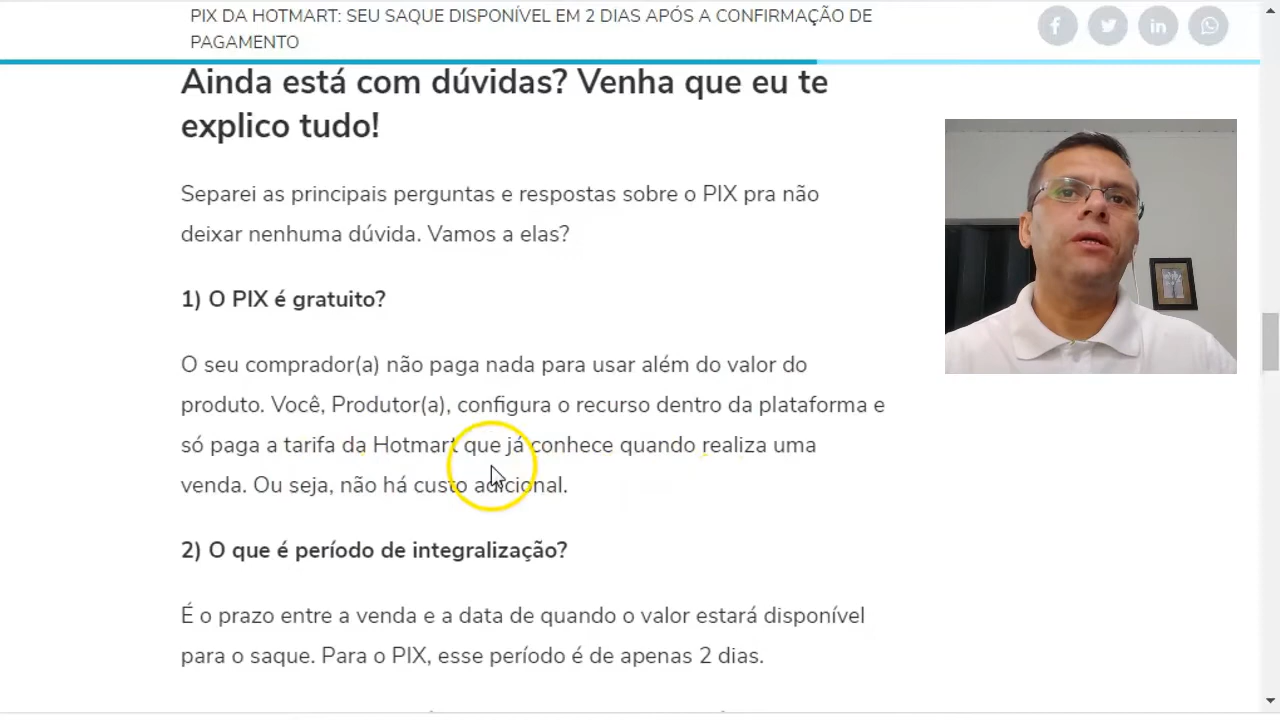 PIX DA HOTMART: SEU SAQUE DISPONÍVEL EM 2 DIAS APÓS A CONFIRMAÇÃO DE
PAGAMENTO
Ainda está com dúvidas? Venha que eu te
explico tudo!
Separei as principais perguntas e respostas sobre o PIX pra não
deixar nenhuma dúvida. Vamos a elas?
1) O PIX é gratuito?
O seu comprador(a) não paga nada para usar além do valor do
produto. Você, Produtor(a), configura o recurso dentro da plataforma e
só paga a tarifa da Hotmart que já conhece quando realiza uma
venda. Ou seja, não há custo adicional.
2) O que é período de integralização?
É o prazo entre a venda e a data de quando o valor estará disponível
para o saque. Para o PIX, esse período é de apenas 2 dias.